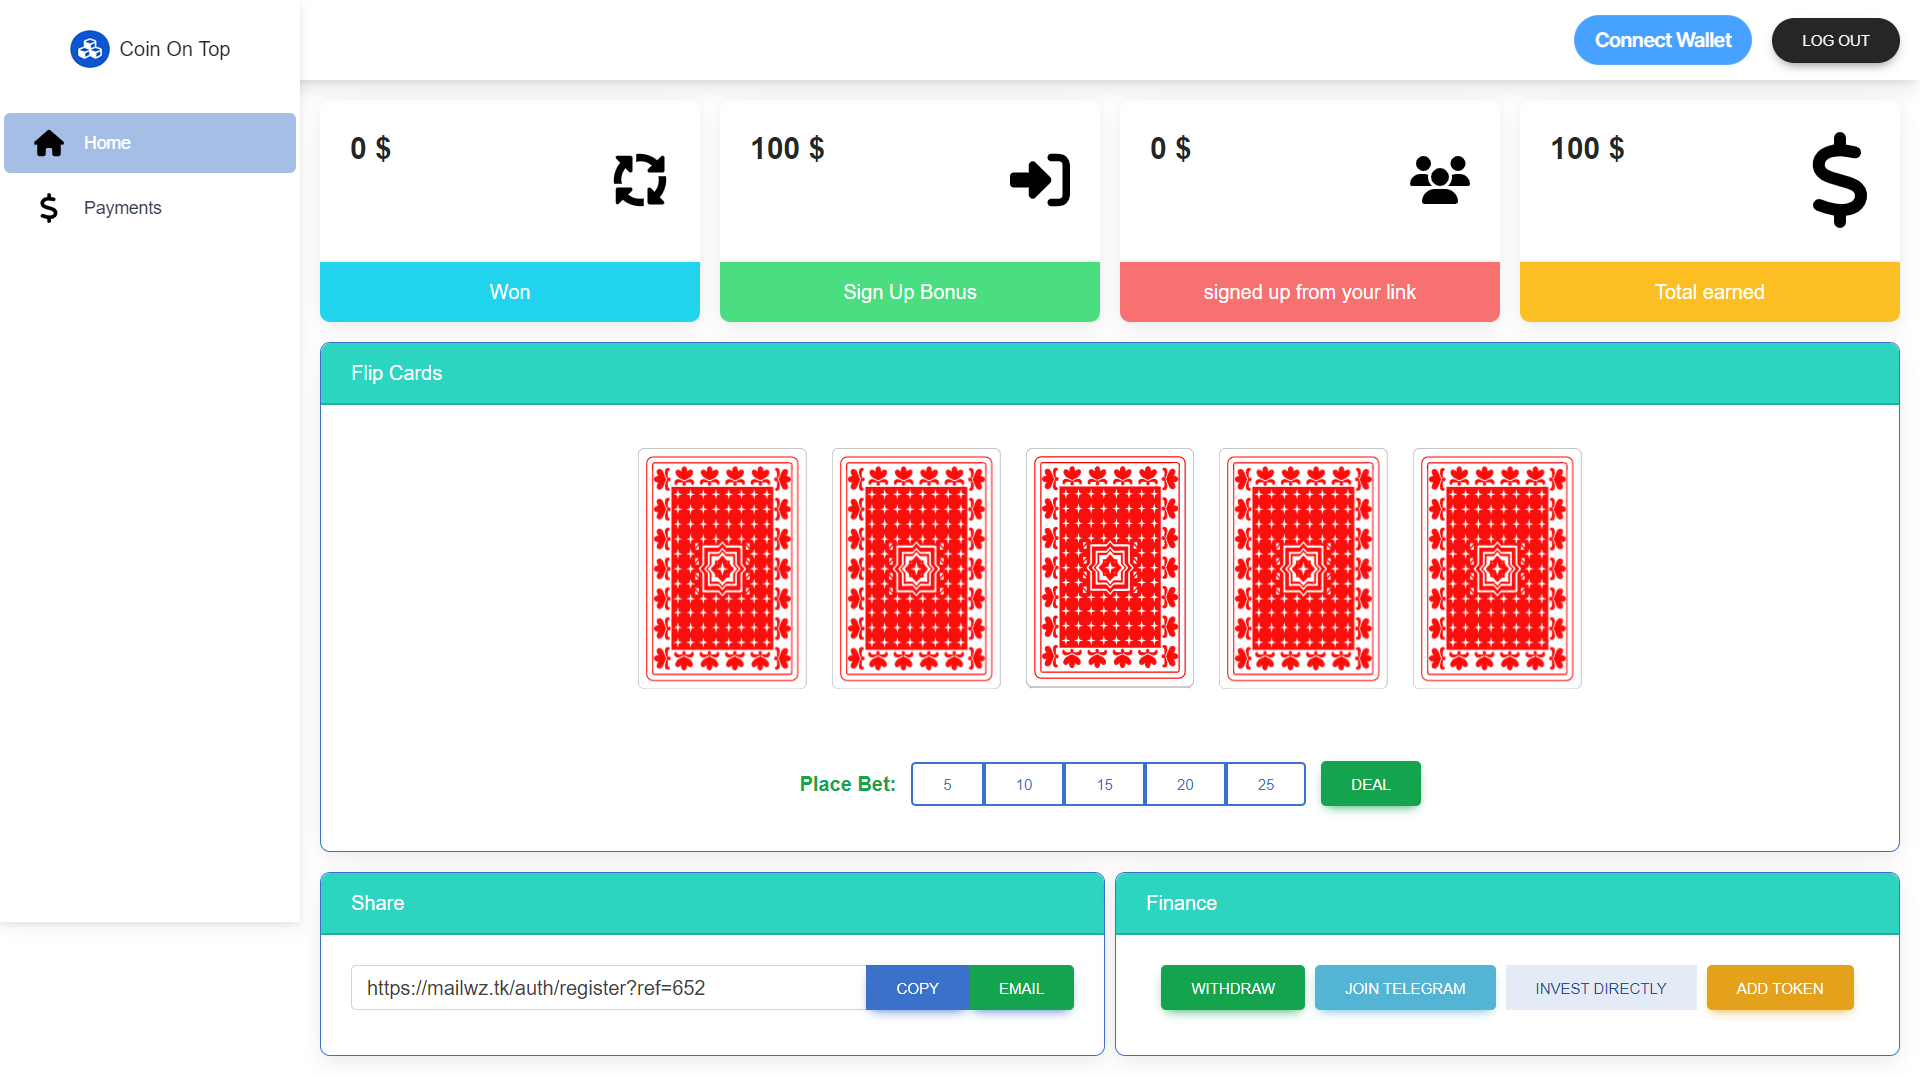 Coin On Top
Connect Wallet
LOG OUT
Home
Payments
0 $
100 $
0 $
100 $
Won
Sign Up Bonus
signed up from your link
Total earned
Flip Cards
Place Bet:
5
10
15
20
25
DEAL
Share
https://mailwz.tk/auth/register?ref=652
COPY
EMAIL
Finance
WITHDRAW
JOIN TELEGRAM
INVEST DIRECTLY
ADD TOKEN